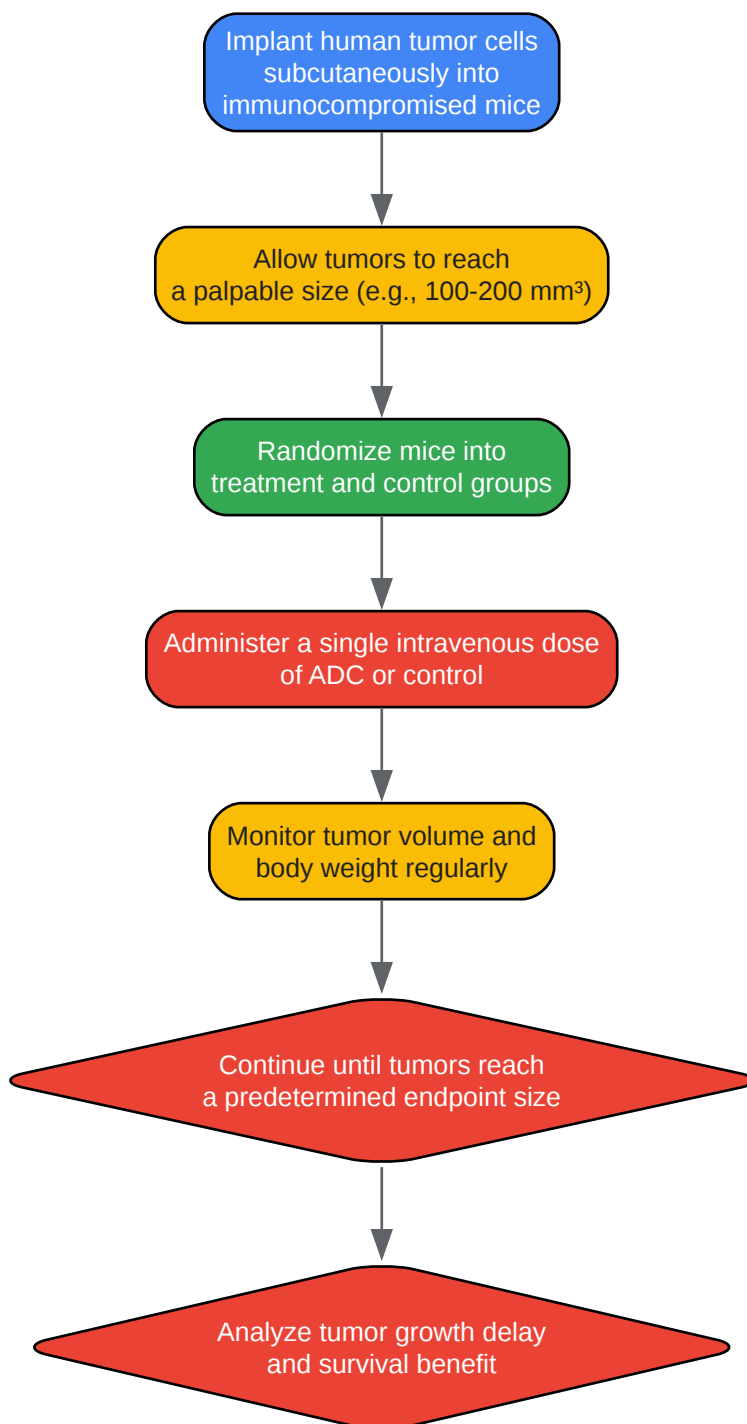 Implant human tumor cells
subcutaneously into
immunocompromised mice
Allow tumors to reach
a palpable size (e.g., 100-200 mm³)
Randomize mice into
treatment and control groups
Administer a single intravenous dose
of ADC or control
Monitor tumor volume and
body weight regularly
Continue until tumors reach
a predetermined endpoint size
Analyze tumor growth delay
and survival benefit